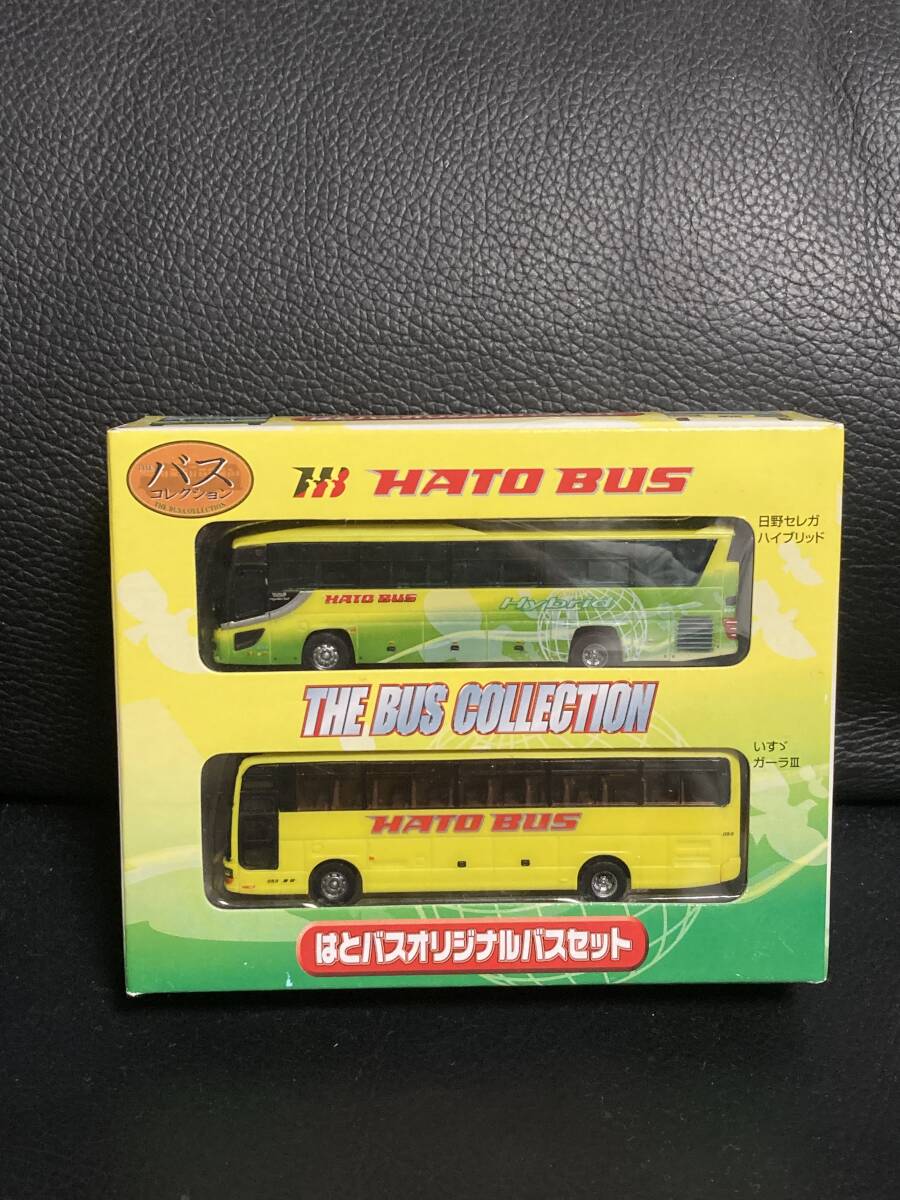 バス
コレクション
THE BUS COLLECTION
HATO BUS
日野セレガ
ハイブリッド
HATO BUS
Hybrid
THE BUS COLLECTION
いすゞ
ガーラIII
HATO BUS
はとバスオリジナルバスセット